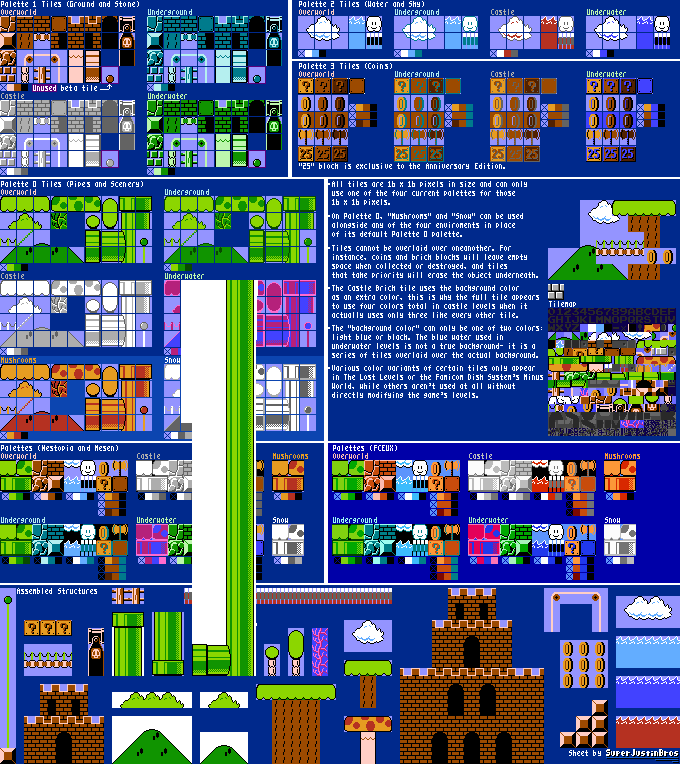 Palette 1 Tiles (Ground and Stone)
Overworld
Underground
Unused beta tile
Castle
Underwater
Palette 2 Tiles (Water and Sky)
Overworld
Underground
Castle
Underwater
Palette 3 Tiles (Coins)
Overworld
Underground
Castle
Underwater
"25" block is exclusive to the Anniversary Edition.
Palette 0 Tiles (Pipes and Scenery)
Overworld
Underground
Castle
Underwater
Mushrooms
Snow
•All tiles are 16 x 16 pixels in size and can only
use one of the four current palettes for those
16 x 16 pixels.
•On Palette 0, "Mushrooms" and "Snow" can be used
alongside any of the four enviroments in place
of its default Palette 0 palette.
•Tiles cannot be overlaid over oneanother. For
instance, coins and brick blocks will leave empty
space when collected or destroyed, and tiles
that take priority will erase the object underneath.
•The Castle Brick tile uses the background color
as an extra color, this is why the full tile appears
to use four colors total in castle levels when it
actually uses only three like every other tile.
•The "background color" can only be one of two colors:
light blue or black. The blue water used in
underwater levels is not a true background- it is a
series of tiles overlaid over the actual background.
•Various color variants of certain tiles only appear
in The Lost Levels or the Famicom Disk System's Minus
World, while others aren't used at all without
directly modifying the game's levels.
Tilemap
Palettes (Nestopia and Mesen)
Overworld
Castle
Mushrooms
Underground
Underwater
Snow
Palettes (FCEUX)
Overworld
Castle
Mushrooms
Underground
Underwater
Snow
Assembled Structures
Sheet by SuperJustinBros